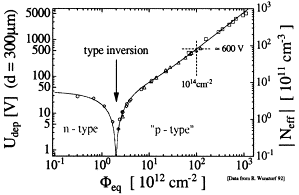 U_dep [V] (d = 300μm)
5000
1000
500
100
50
10
5
1
type inversion
≈ 600 V
10^14 cm^-2
n - type
"p - type"
10^3
10^2
10^1
10^0
10^-1
| N_eff | [10^11 cm^-3]
10^-1
10^0
10^1
10^2
10^3
Φ_eq [ 10^12 cm^-2 ]
[Data from R. Wunstorf 92]